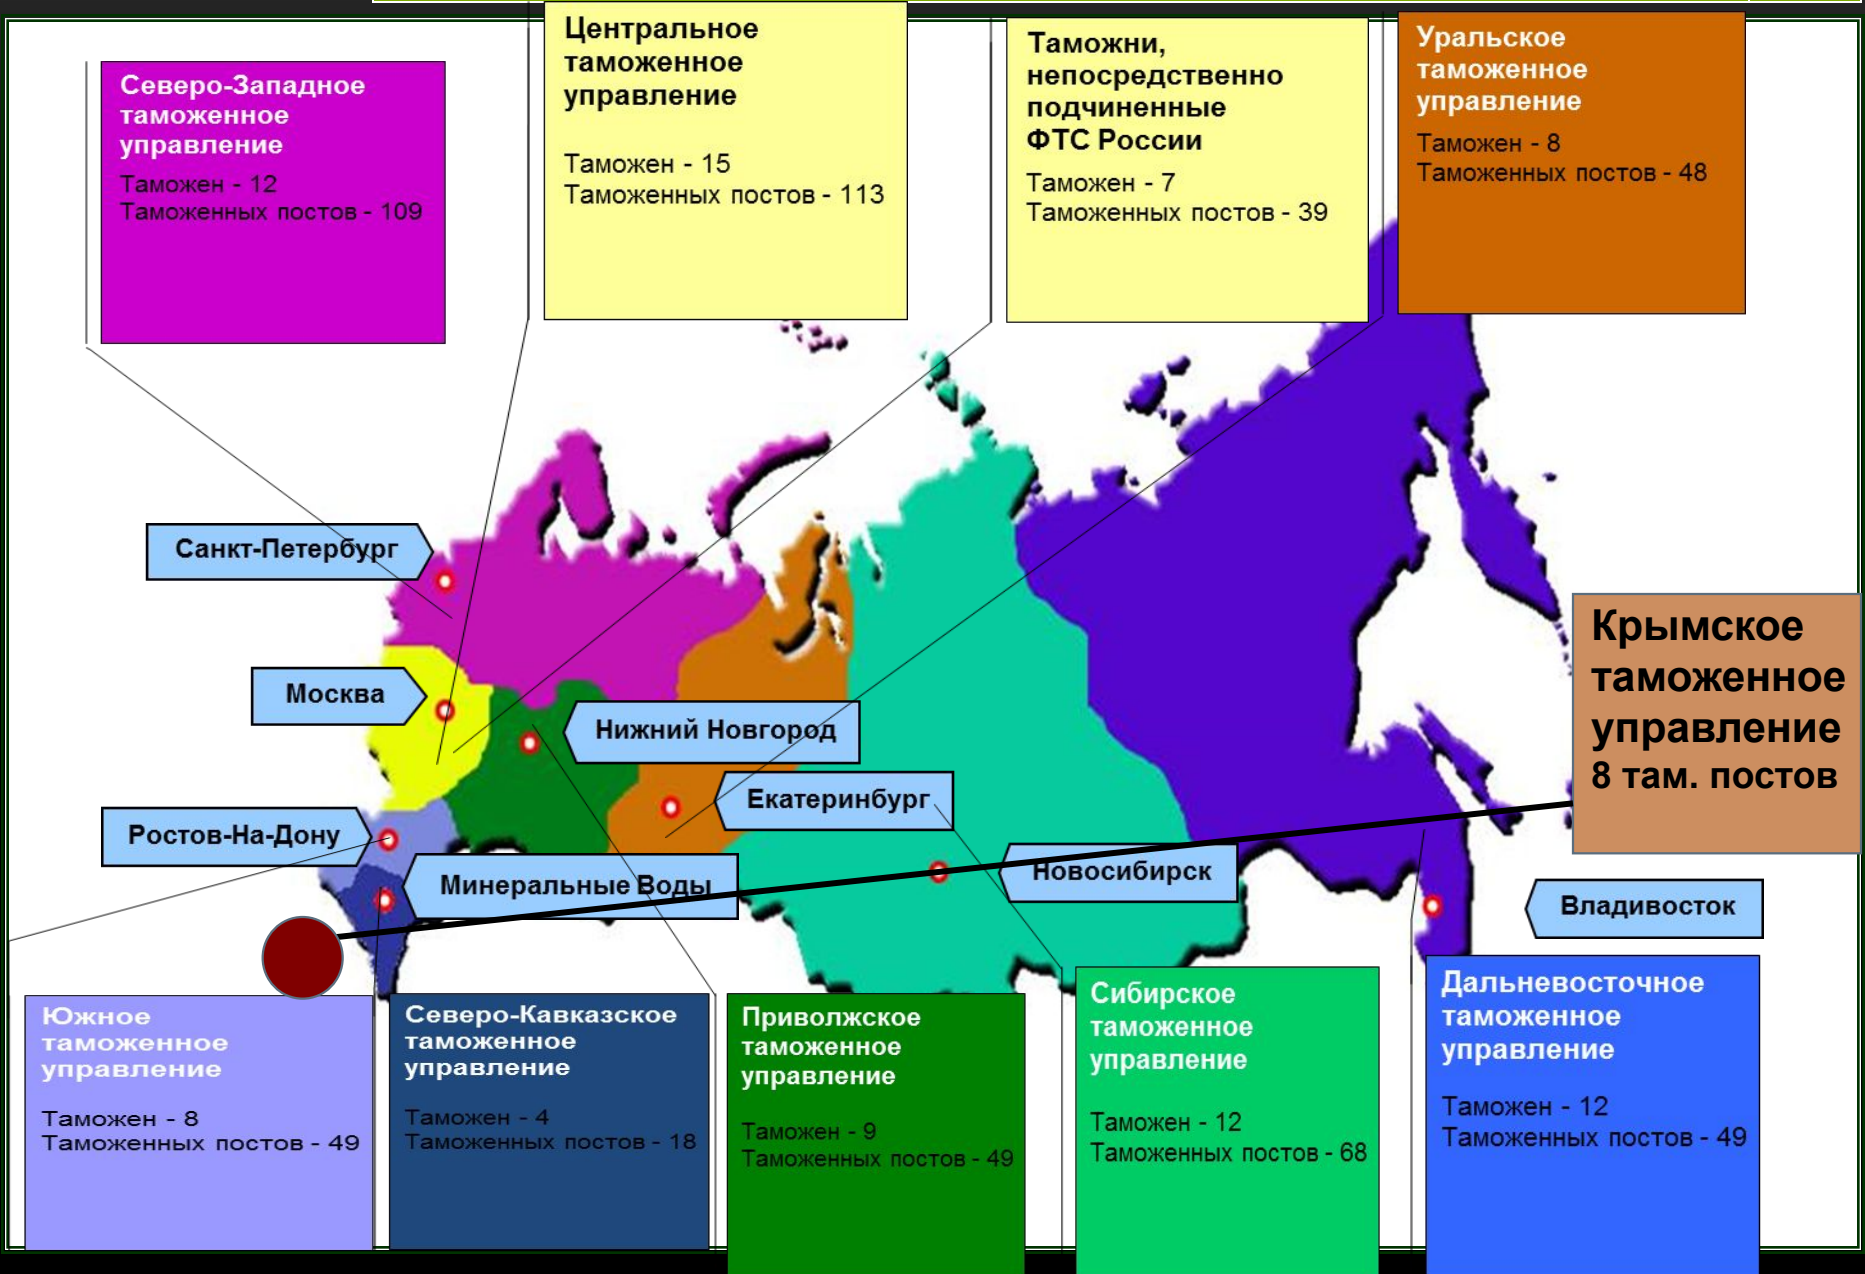 Северо-Западное
таможенное
управление
Таможен - 12
Таможенных постов - 109
Центральное
таможенное
управление
Таможен - 15
Таможенных постов - 113
Таможни,
непосредственно
подчиненные
ФТС России
Таможен - 7
Таможенных постов - 39
Уральское
таможенное
управление
Таможен - 8
Таможенных постов - 48
Санкт-Петербург
Москва
Нижний Новгород
Екатеринбург
Ростов-На-Дону
Минеральные Воды
Новосибирск
Владивосток
Крымское
таможенное
управление
8 там. постов
Южное
таможенное
управление
Таможен - 8
Таможенных постов - 49
Северо-Кавказское
таможенное
управление
Таможен - 4
Таможенных постов - 18
Приволжское
таможенное
управление
Таможен - 9
Таможенных постов - 49
Сибирское
таможенное
управление
Таможен - 12
Таможенных постов - 68
Дальневосточное
таможенное
управление
Таможен - 12
Таможенных постов - 49